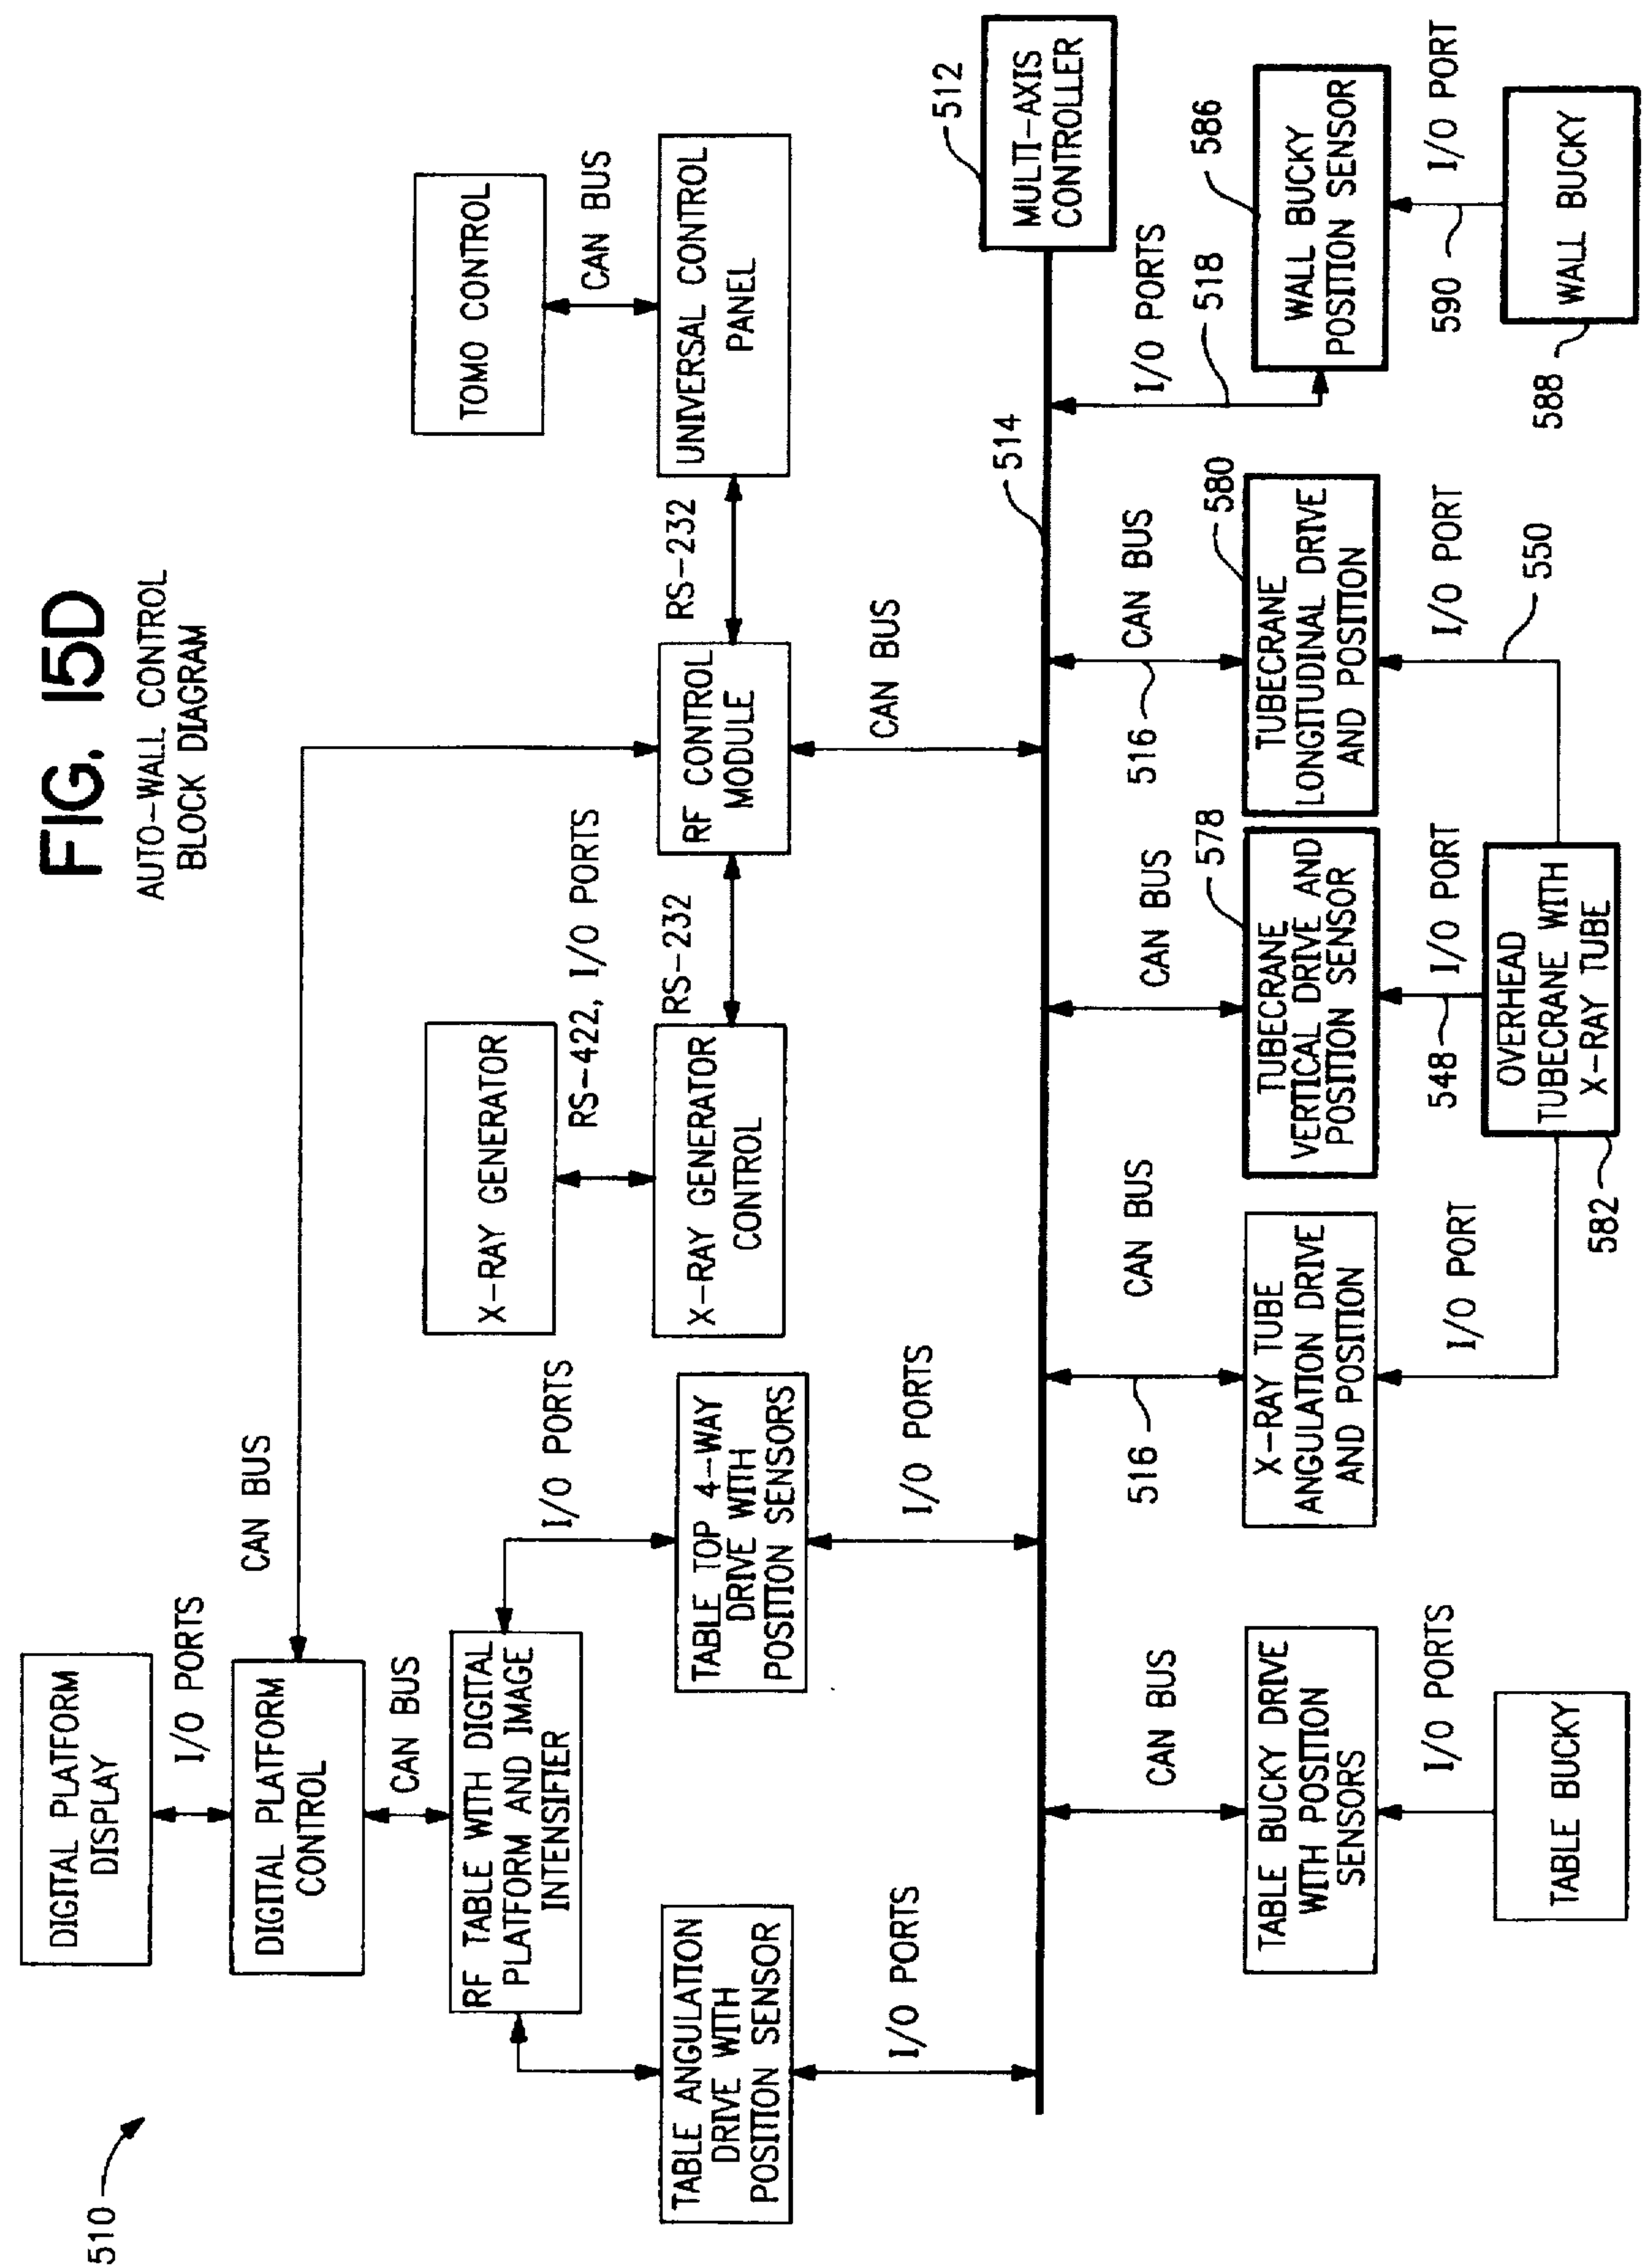 FIG. 15D
AUTO-WALL CONTROL
BLOCK DIAGRAM
510
DIGITAL PLATFORM
DISPLAY
I/O PORTS
DIGITAL PLATFORM
CONTROL
CAN BUS
CAN BUS
RF TABLE WITH DIGITAL
PLATFORM AND IMAGE
INTENSIFIER
I/O PORTS
TABLE ANGULATION
DRIVE WITH
POSITION SENSOR
I/O PORTS
TABLE TOP 4-WAY
DRIVE WITH
POSITION SENSORS
I/O PORTS
X-RAY GENERATOR
RS-422, I/O PORTS
X-RAY GENERATOR
CONTROL
RS-232
RF CONTROL
MODULE
RS-232
CAN BUS
TOMO CONTROL
CAN BUS
UNIVERSAL CONTROL
PANEL
512
MULTI-AXIS
CONTROLLER
514
CAN BUS
TABLE BUCKY DRIVE
WITH POSITION
SENSORS
I/O PORTS
TABLE BUCKY
516
CAN BUS
X-RAY TUBE
ANGULATION DRIVE
AND POSITION
I/O PORT
CAN BUS
578
TUBECRANE
VERTICAL DRIVE AND
POSITION SENSOR
548
I/O PORT
516
CAN BUS
580
TUBECRANE
LONGITUDINAL DRIVE
AND POSITION
I/O PORT
550
OVERHEAD
TUBECRANE WITH
X-RAY TUBE
582
I/O PORTS
518
586
WALL BUCKY
POSITION SENSOR
590
I/O PORT
WALL BUCKY
588